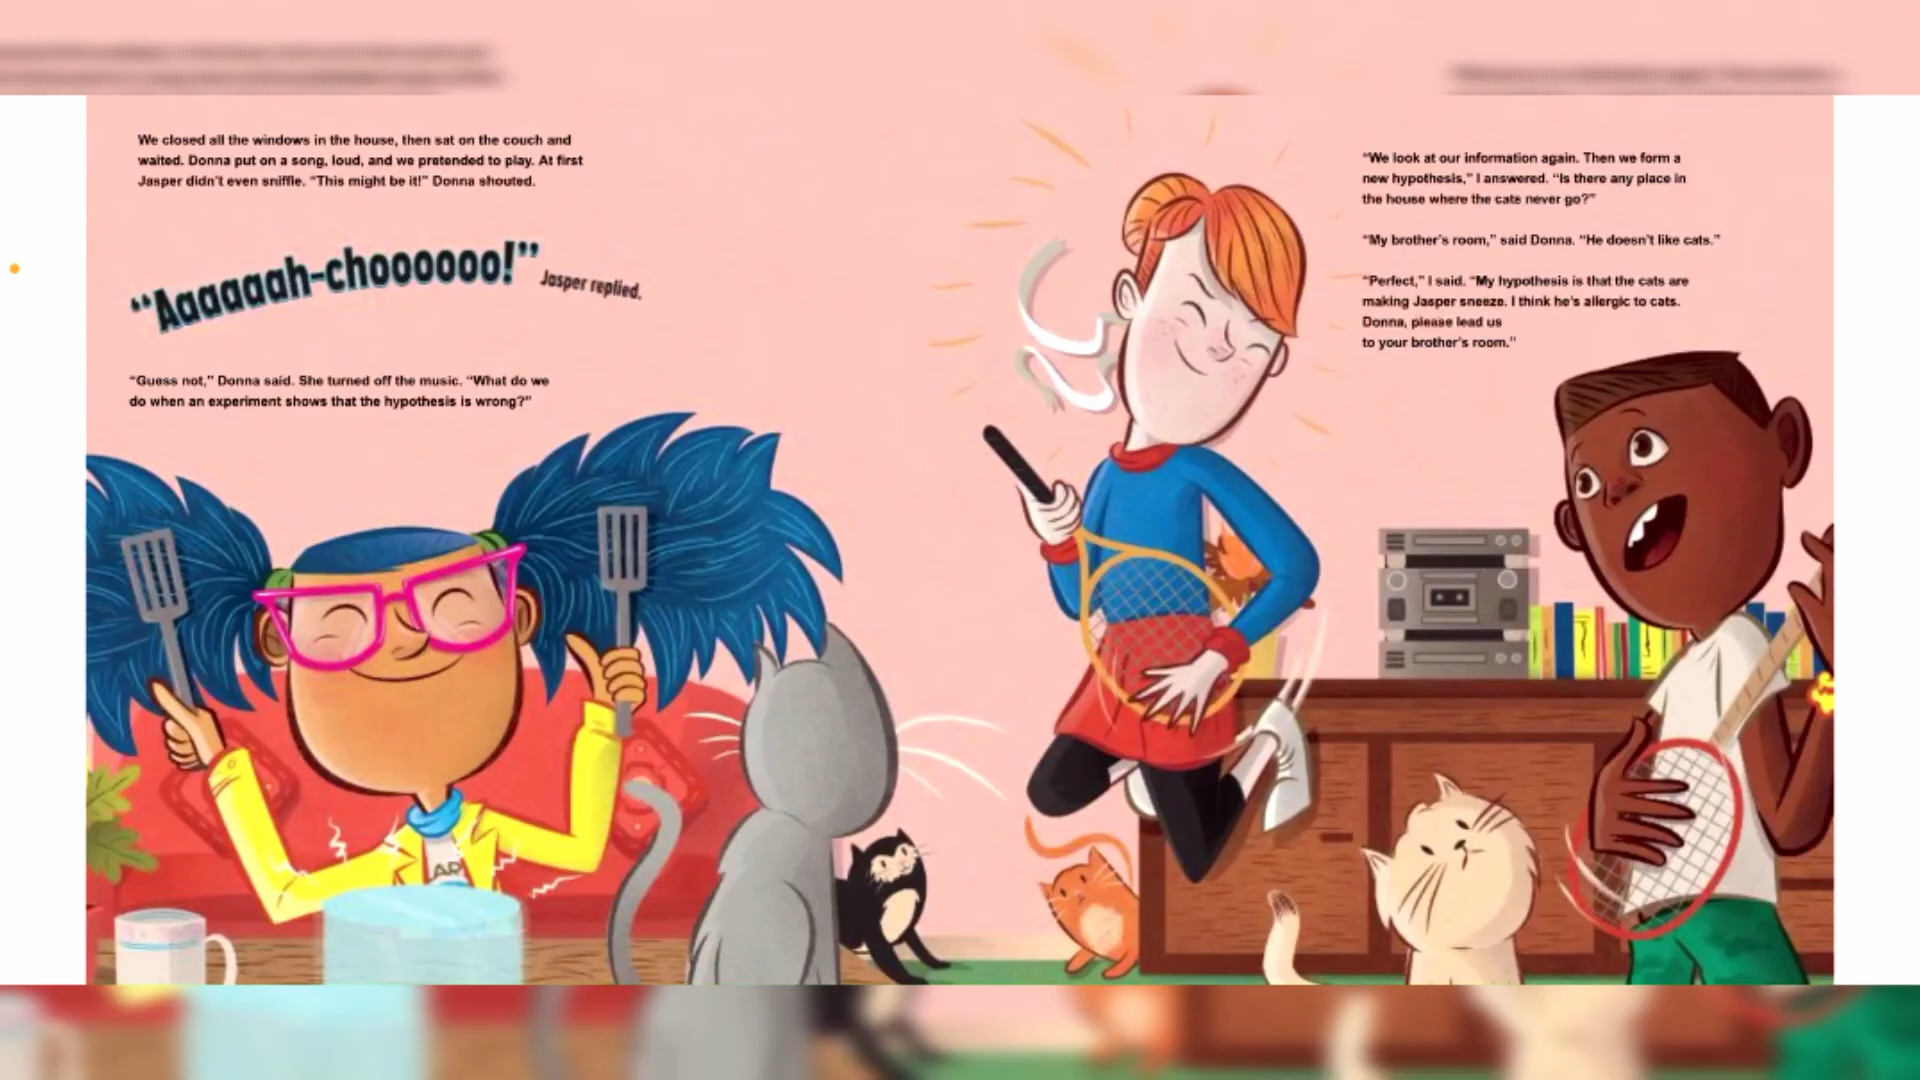 We closed all the windows in the house, then sat on the couch and
waited. Donna put on a song, loud, and we pretended to play. At first
Jasper didn't even sniffle. “This might be it!” Donna shouted.
“Aaaaaah-choooooo!” Jasper replied.
“Guess not,” Donna said. She turned off the music. “What do we
do when an experiment shows that the hypothesis is wrong?”
“We look at our information again. Then we form a
new hypothesis,” I answered. “Is there any place in
the house where the cats never go?”
“My brother's room,” said Donna. “He doesn't like cats.”
“Perfect,” I said. “My hypothesis is that the cats are
making Jasper sneeze. I think he's allergic to cats.
Donna, please lead us
to your brother's room.”